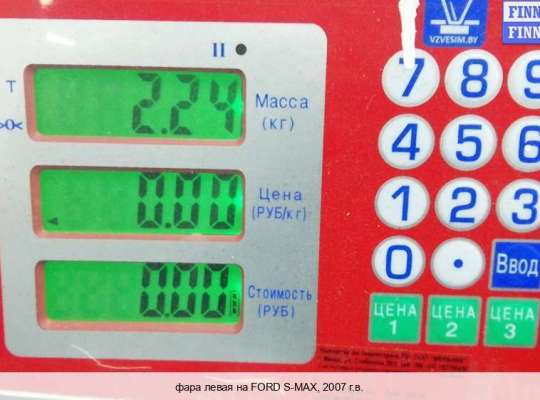 II
VZVESIM.BY
FINN
FINN
Т
>0<
2.24
Масса
(кг)
0.00
Цена
(РУБ/кг)
0.00
Стоимость
(РУБ)
7 8 9
4 5 6
1 2 3
0 . Ввод
ЦЕНА 1
ЦЕНА 2
ЦЕНА 3
фара левая на FORD S-MAX, 2007 г.в.